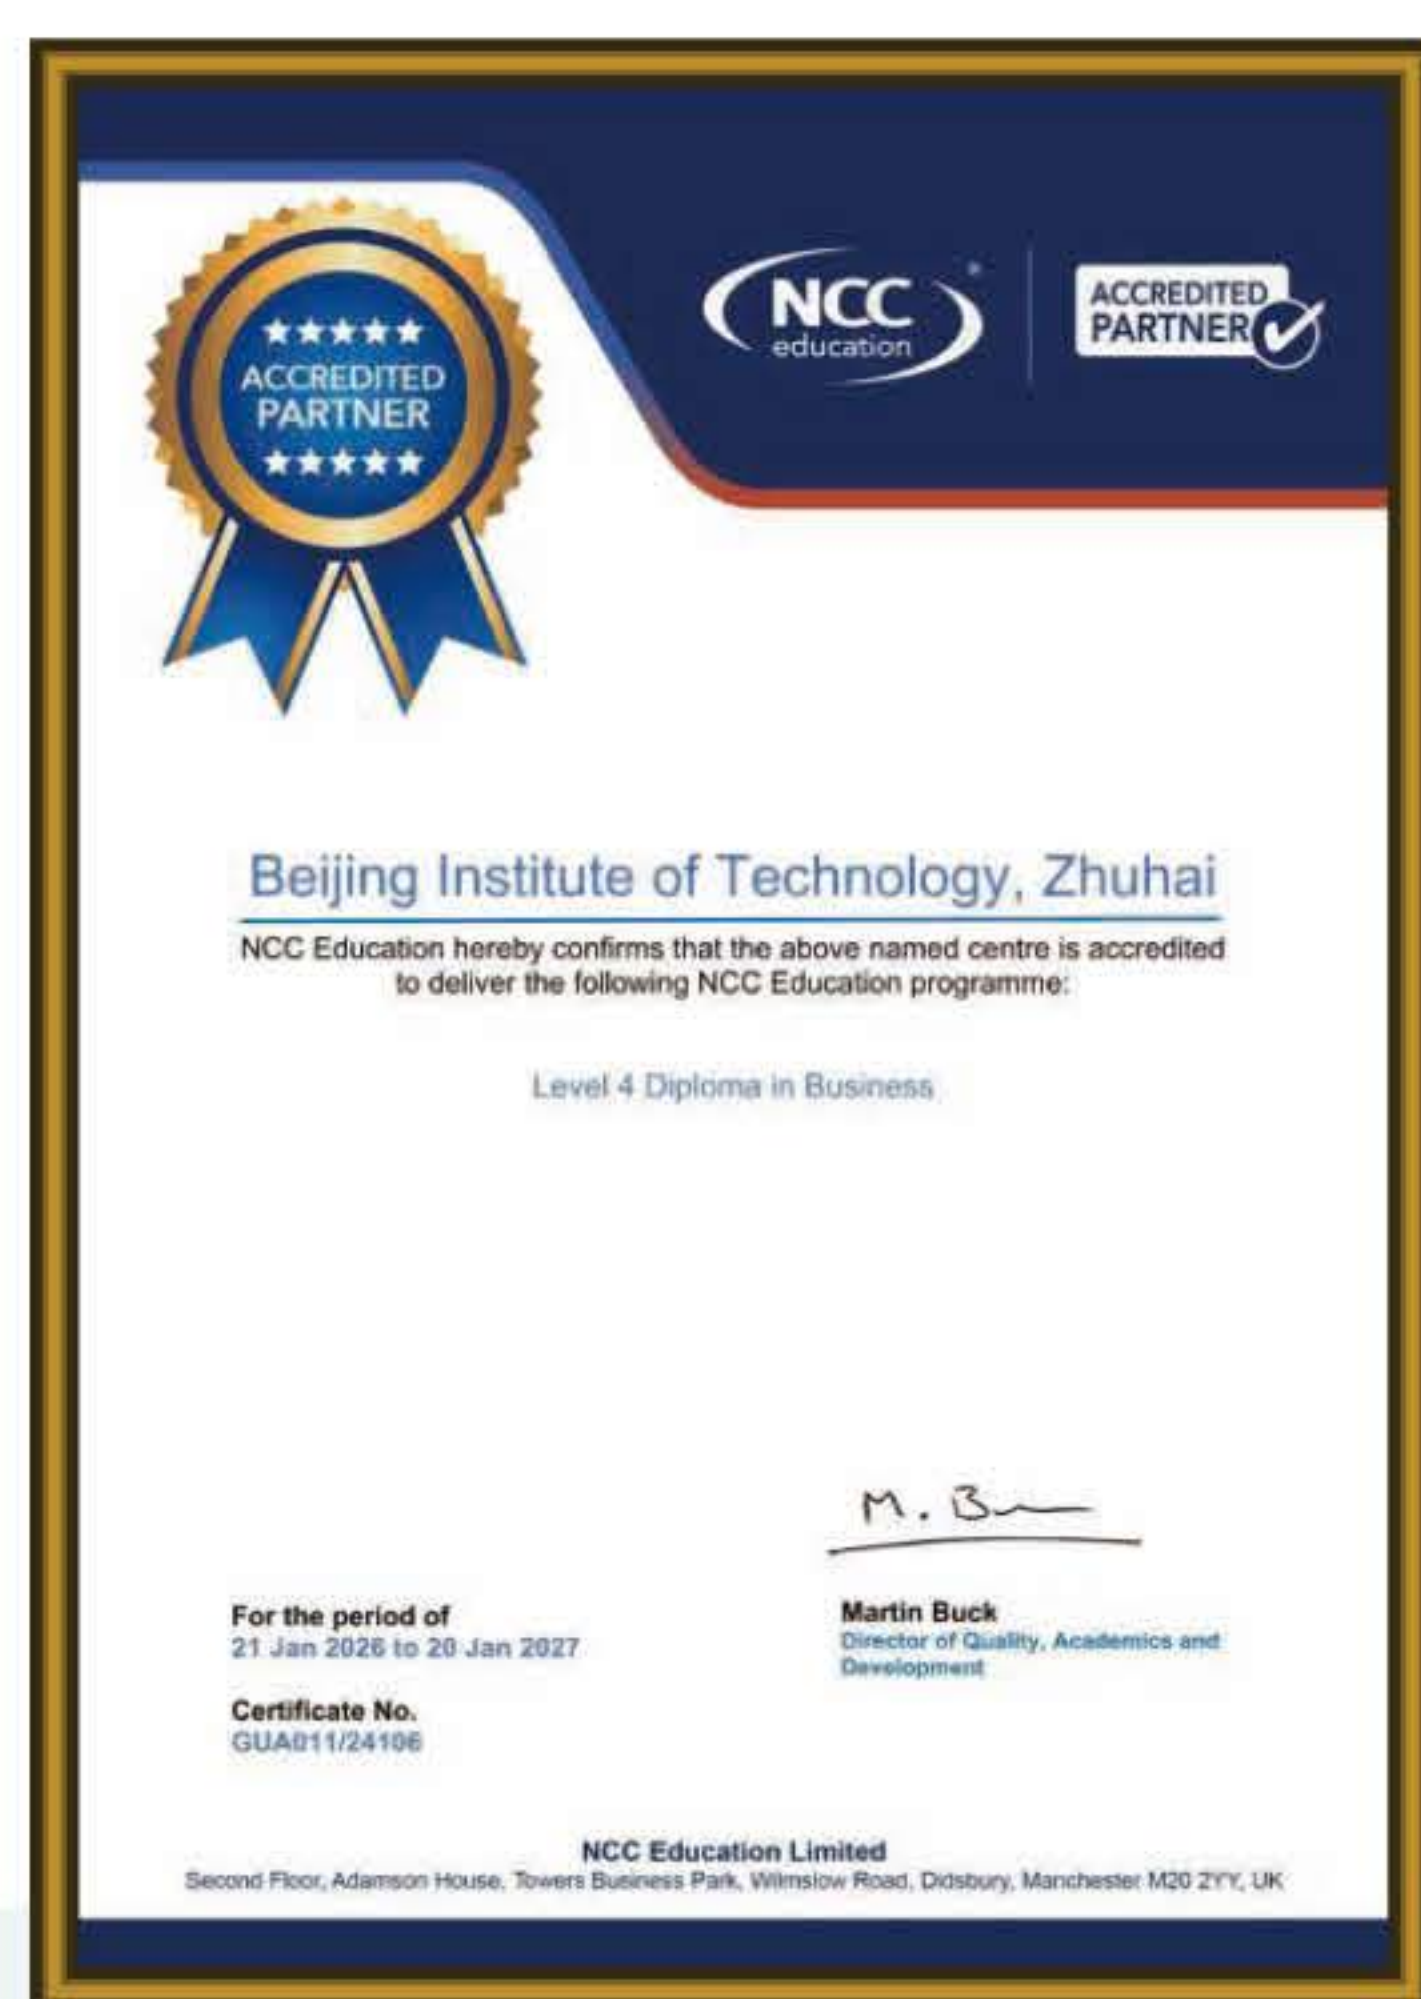 ★★★★★
ACCREDITED
PARTNER
★★★★★
NCC
education
ACCREDITED
PARTNER
Beijing Institute of Technology, Zhuhai
NCC Education hereby confirms that the above named centre is accredited
to deliver the following NCC Education programme:
Level 4 Diploma in Business
M. B
For the period of
21 Jan 2026 to 20 Jan 2027
Martin Buck
Director of Quality, Academics and
Development
Certificate No.
GUA011/24106
NCC Education Limited
Second Floor, Adamson House, Towers Business Park, Wilmslow Road, Didsbury, Manchester M20 2YY, UK